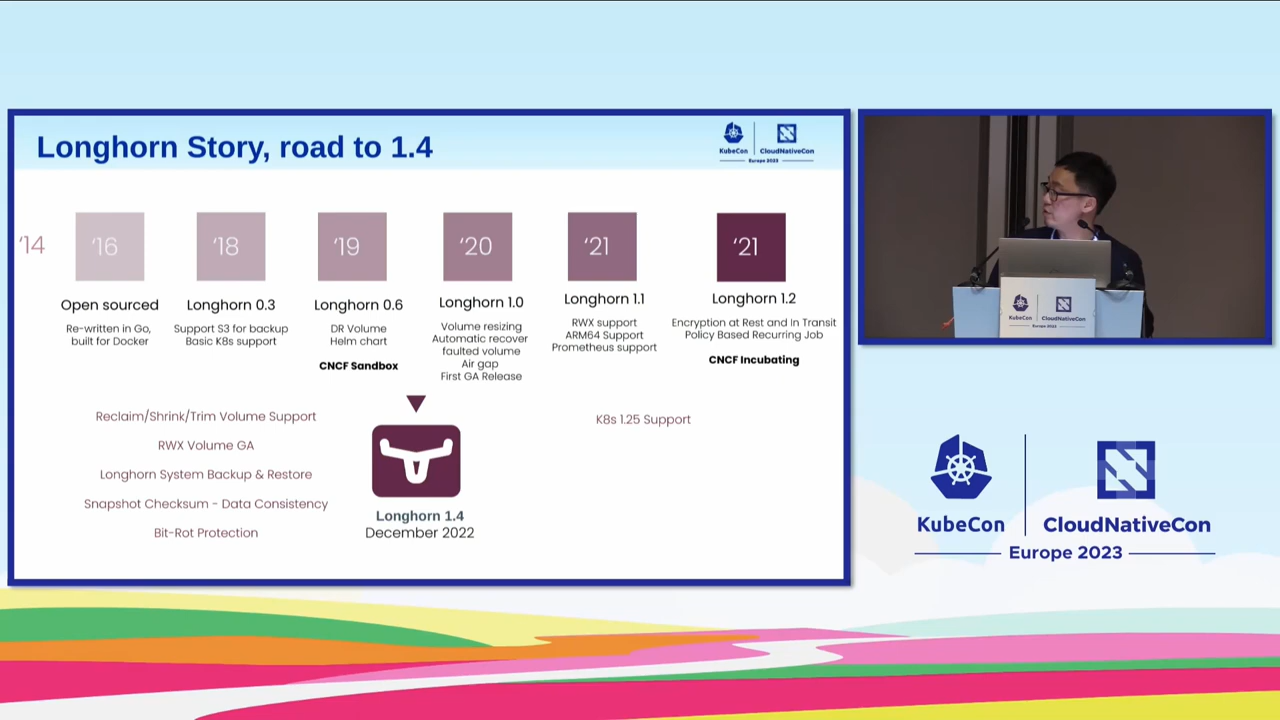 Longhorn Story, road to 1.4
KubeCon
CloudNativeCon
Europe 2023
'14
'16
'18
'19
'20
'21
'21
Open sourced
Re-written in Go,
built for Docker
Longhorn 0.3
Support S3 for backup
Basic K8s support
Longhorn 0.6
DR Volume
Helm chart
CNCF Sandbox
Longhorn 1.0
Volume resizing
Automatic recover
faulted volume
Air gap
First GA Release
Longhorn 1.1
RWX support
ARM64 Support
Prometheus support
Longhorn 1.2
Encryption at Rest and In Transit
Policy Based Recurring Job
CNCF Incubating
Reclaim/Shrink/Trim Volume Support
RWX Volume GA
Longhorn System Backup & Restore
Snapshot Checksum - Data Consistency
Bit-Rot Protection
Longhorn 1.4
December 2022
K8s 1.25 Support
KubeCon
CloudNativeCon
Europe 2023
KubeCon
CloudNativeCon
Europe 2023